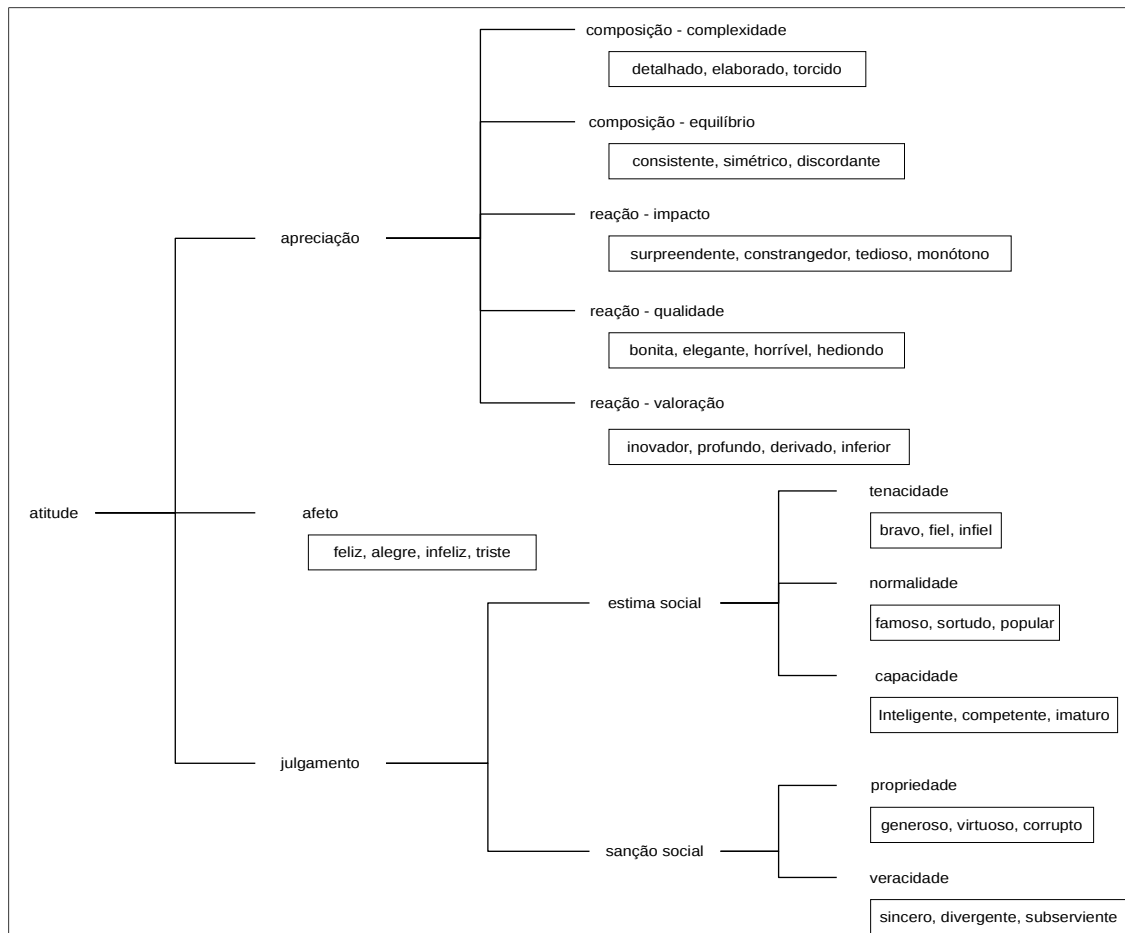 composição - complexidade
detalhado, elaborado, torcido
composição - equilíbrio
consistente, simétrico, discordante
reação - impacto
apreciação
surpreendente, constrangedor, tedioso, monótono
reação - qualidade
bonita, elegante, horrível, hediondo
reação - valoração
inovador, profundo, derivado, inferior
tenacidade
atitude
afeto
bravo, fiel, infiel
feliz, alegre, infeliz, triste
normalidade
estima social
famoso, sortudo, popular
capacidade
Inteligente, competente, imaturo
julgamento
propriedade
generoso, virtuoso, corrupto
sanção social
veracidade
sincero, divergente, subserviente